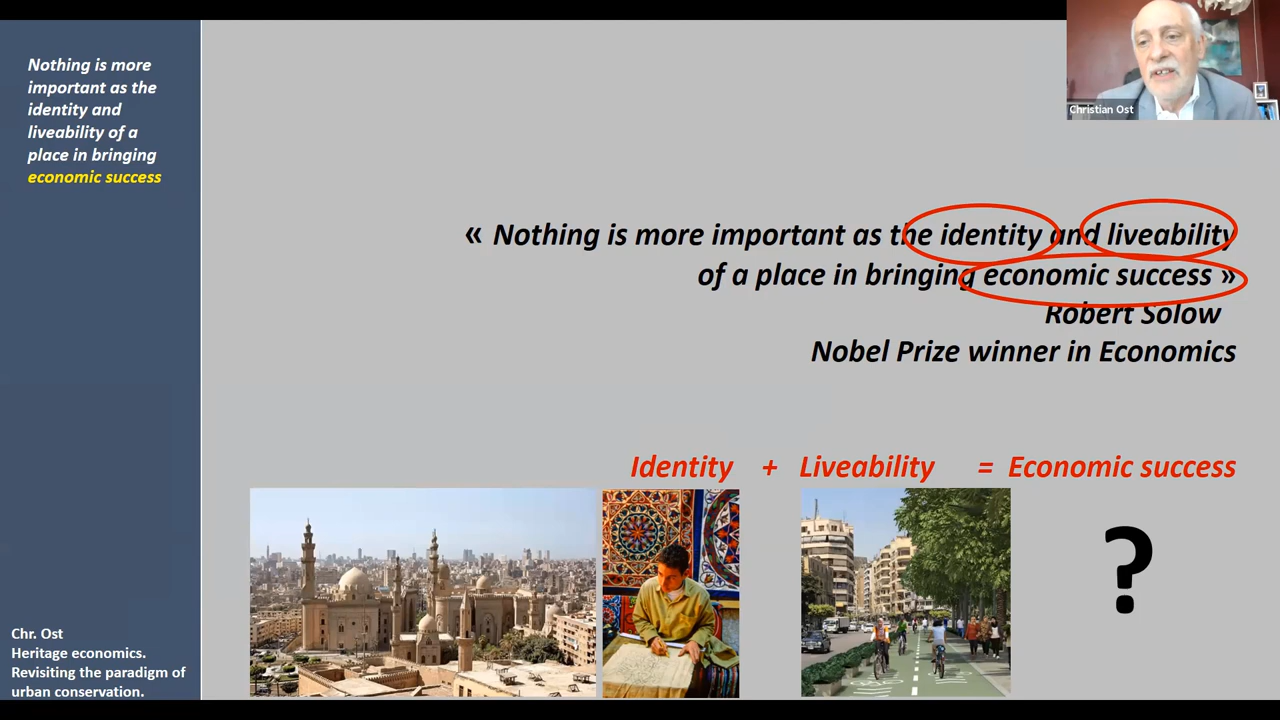 Nothing is more
important as the
identity and
liveability of a
place in bringing
economic success
Christian Ost
« Nothing is more important as the identity and liveability
of a place in bringing economic success »
Robert Solow
Nobel Prize winner in Economics
Identity + Liveability = Economic success
?
Chr. Ost
Heritage economics.
Revisiting the paradigm of
urban conservation.